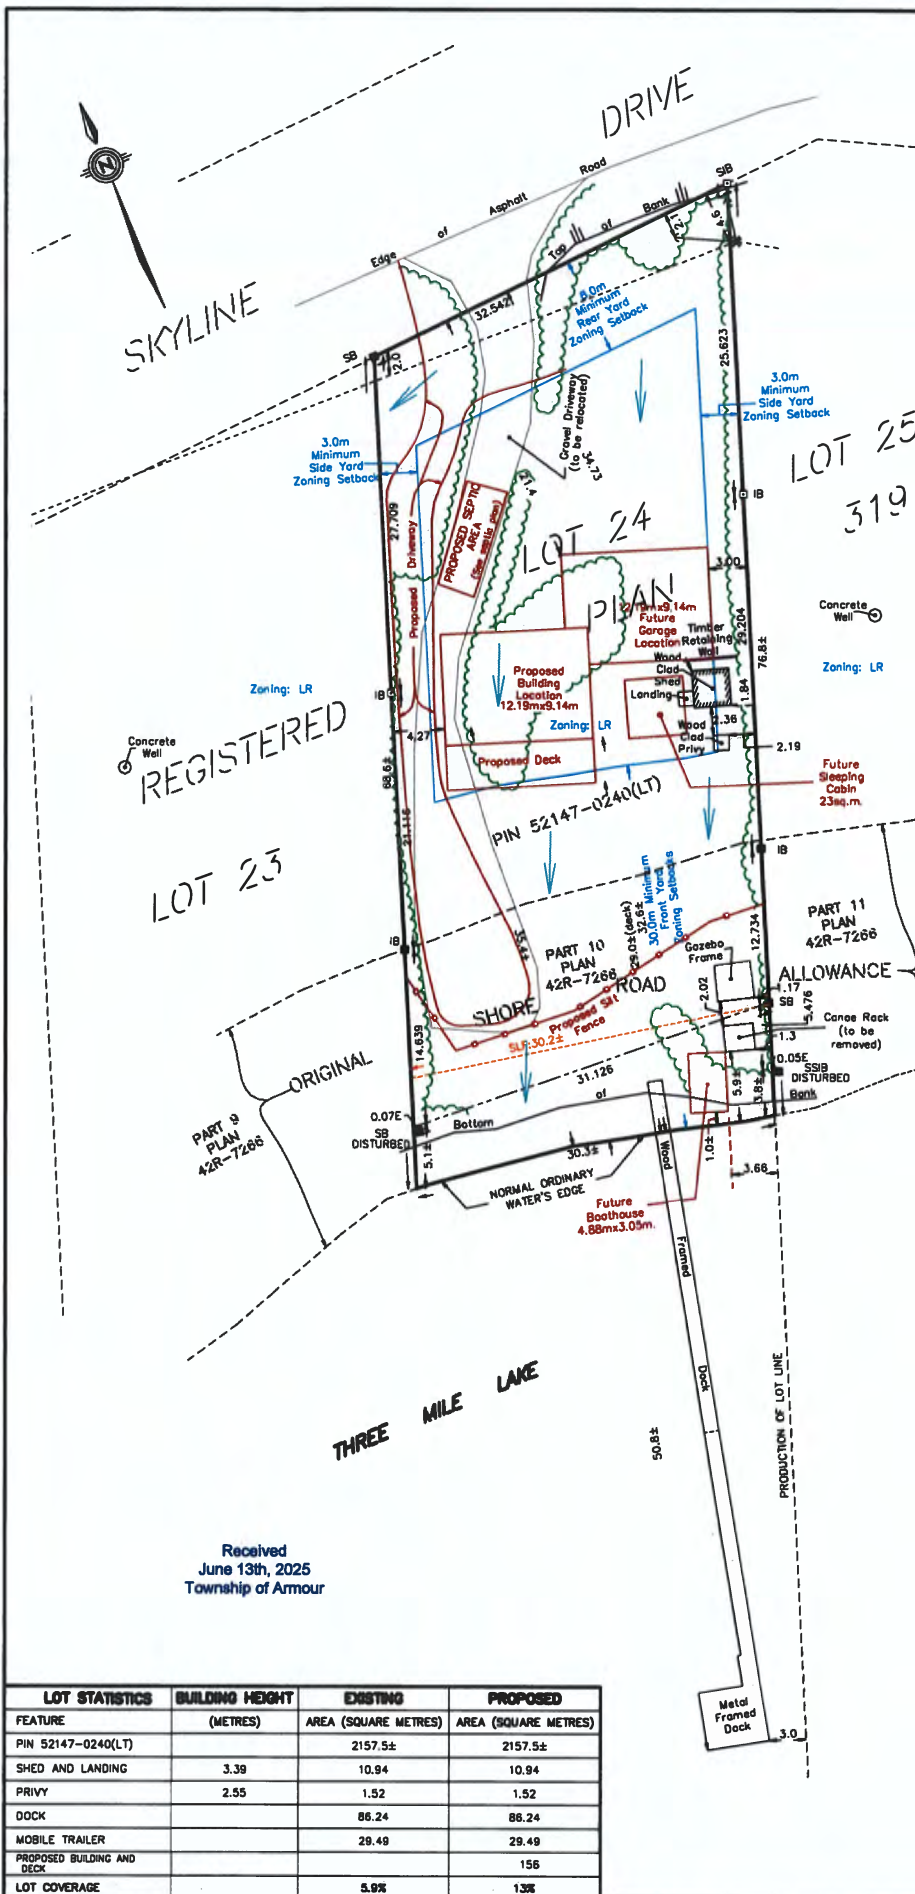 DRIVE
SKYLINE
N
Edge of Asphalt Road
Top of Bank
SIB
SB
32.542
2.0
2.1
4.6
6.0m
Minimum
Rear Yard
Zoning Setback
25.623
3.0m
Minimum
Side Yard
Zoning Setback
3.0m
Minimum
Side Yard
Zoning Setback
LOT 25
319
IB
Gravel Driveway
(to be relocated)
34.73
21.4
27.709
Proposed Driveway
PROPOSED SEPTIC
AREA
(See septic plan)
LOT 24
PLAN
3.00
12.19mx9.14m
Future
Garage
Location
Timber
Retaining
Wall
29.204
76.8±
Concrete
Well
Zoning: LR
Wood
Clad
Shed
Landing
1.84
2.36
Wood
Clad
Privy
2.19
Proposed
Building
Location
12.19mx9.14m
Zoning: LR
Proposed Deck
Zoning: LR
IB
4.27
REGISTERED
Concrete
Well
68.6±
21.116
LOT 23
Future
Sleeping
Cabin
23sq.m.
PIN 52147-0240(LT)
IB
IB
30.0m Minimum
Front Yard
Zoning Setbacks
32.6±
29.0±(deck)
35.4±
12.734
PART 11
PLAN
42R-7266
PART 10
PLAN
42R-7266
Gazebo
Frame
SHORE ROAD ALLOWANCE
ORIGINAL
Proposed Silt
Fence
SLF:30.2±
2.02
1.17
SB
5.476
Canoe Rack
(to be
removed)
1.3
0.05E
SSIB
DISTURBED
14.639
31.126
5.9±
3.8±
Bottom of Bank
PART 9
PLAN
42R-7266
0.07E
SB
DISTURBED
5.1±
30.3±
1.0±
3.66
NORMAL ORDINARY
WATER'S EDGE
Future
Boathouse
4.88mx3.05m.
Wood Framed Dock
50.8±
PRODUCTION OF LOT LINE
THREE MILE LAKE
Received
June 13th, 2025
Township of Armour
Metal
Framed
Dock
3.0
LOT STATISTICS BUILDING HEIGHT EXISTING PROPOSED
FEATURE (METRES) AREA (SQUARE METRES) AREA (SQUARE METRES)
PIN 52147-0240(LT) 2157.5± 2157.5±
SHED AND LANDING 3.39 10.94 10.94
PRIVY 2.55 1.52 1.52
DOCK 86.24 86.24
MOBILE TRAILER 29.49 29.49
PROPOSED BUILDING AND
DECK 156
LOT COVERAGE 5.9% 13%